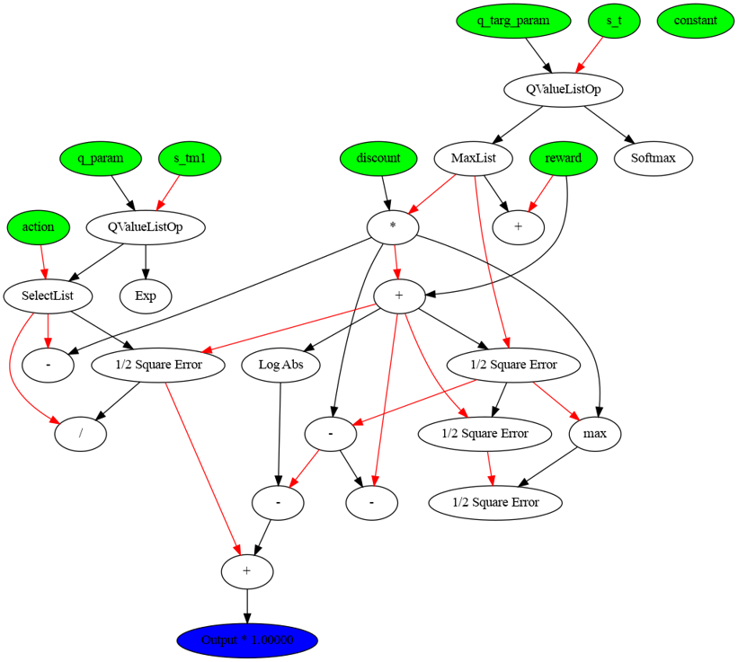 q_targ_param
s_t
constant
QValueListOp
q_param
s_tm1
discount
MaxList
reward
Softmax
action
QValueListOp
*
+
SelectList
Exp
+
-
1/2 Square Error
Log Abs
1/2 Square Error
/
-
1/2 Square Error
max
-
-
1/2 Square Error
+
Output * 1.00000